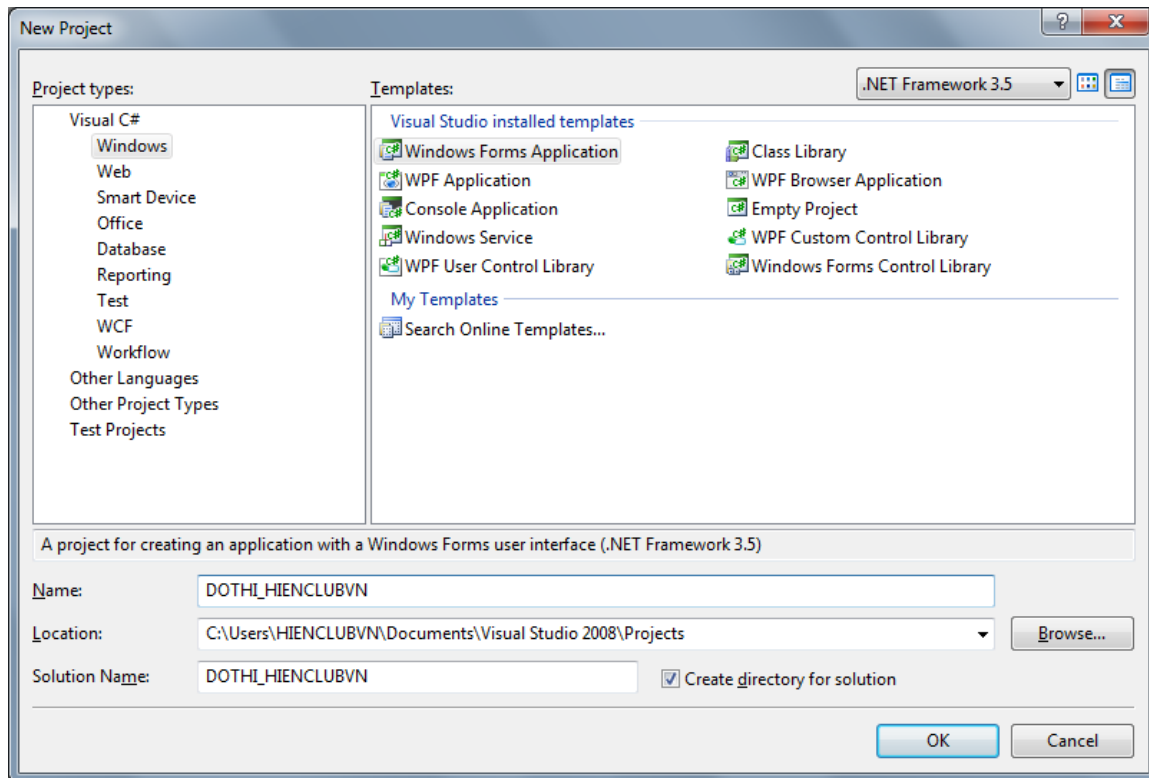 New Project
Project types:
Templates:
.NET Framework 3.5
Visual C#
Windows
Web
Smart Device
Office
Database
Reporting
Test
WCF
Workflow
Other Languages
Other Project Types
Test Projects
Visual Studio installed templates
Windows Forms Application
Class Library
WPF Application
WPF Browser Application
Console Application
Empty Project
Windows Service
WPF Custom Control Library
WPF User Control Library
Windows Forms Control Library
My Templates
Search Online Templates...
A project for creating an application with a Windows Forms user interface (.NET Framework 3.5)
Name:
DOTHI_HIENCLUBVN
Location:
C:\Users\HIENCLUBVN\Documents\Visual Studio 2008\Projects
Browse...
Solution Name:
DOTHI_HIENCLUBVN
Create directory for solution
OK
Cancel